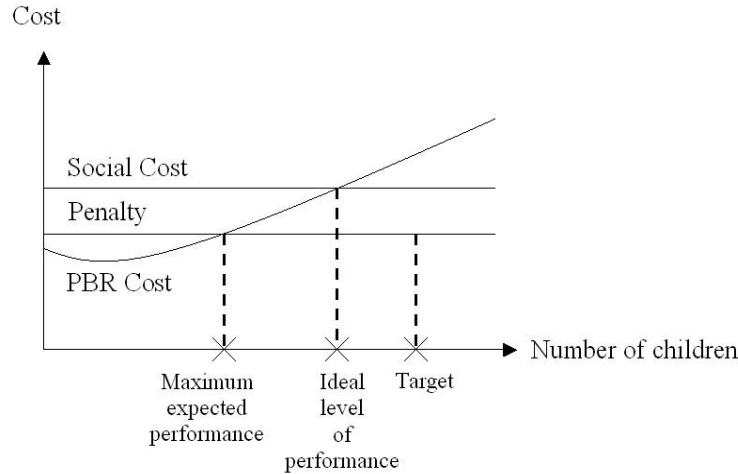 Cost
Social Cost
Penalty
PBR Cost
Number of children
Maximum
expected
performance
Ideal
level
of
performance
Target